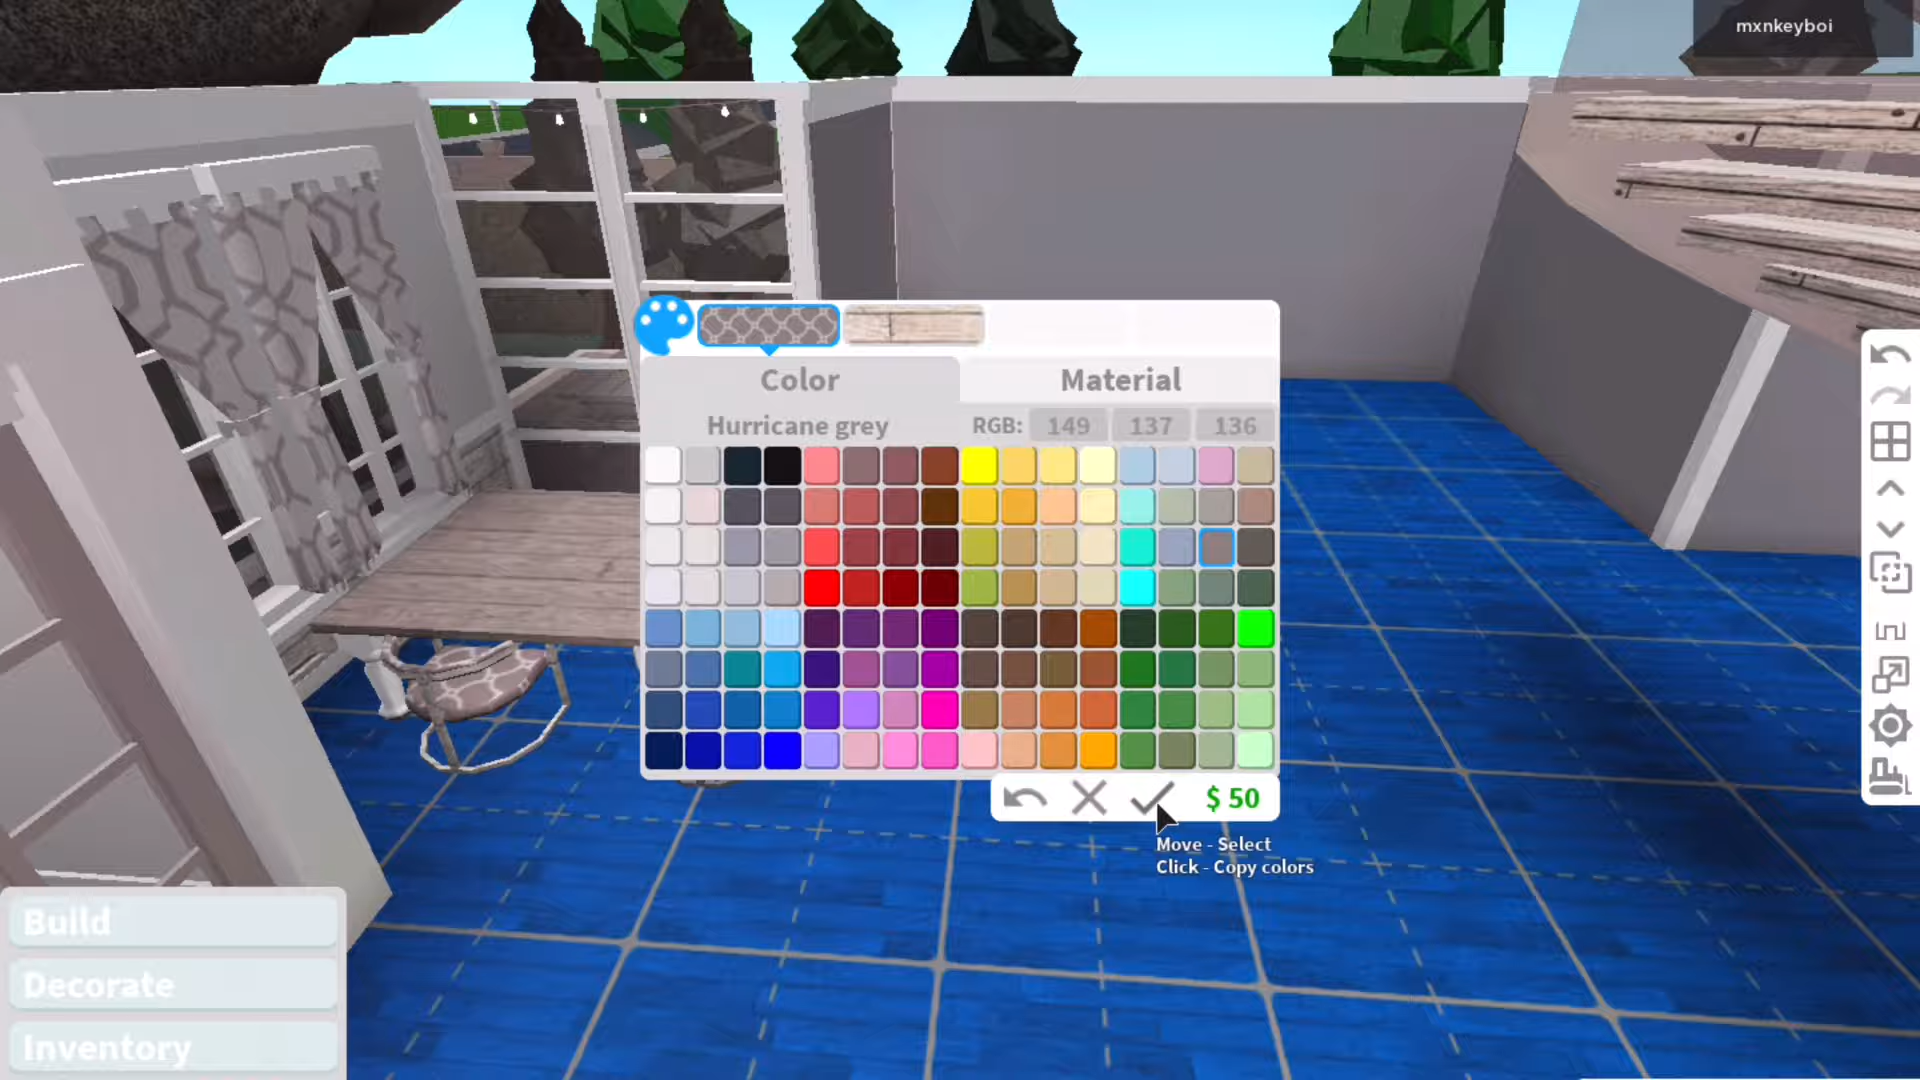 mxnkeyboi
Color
Material
Hurricane grey
RGB: 149 137 136
$ 50
Move - Select
Click - Copy colors
Build
Decorate
Inventory